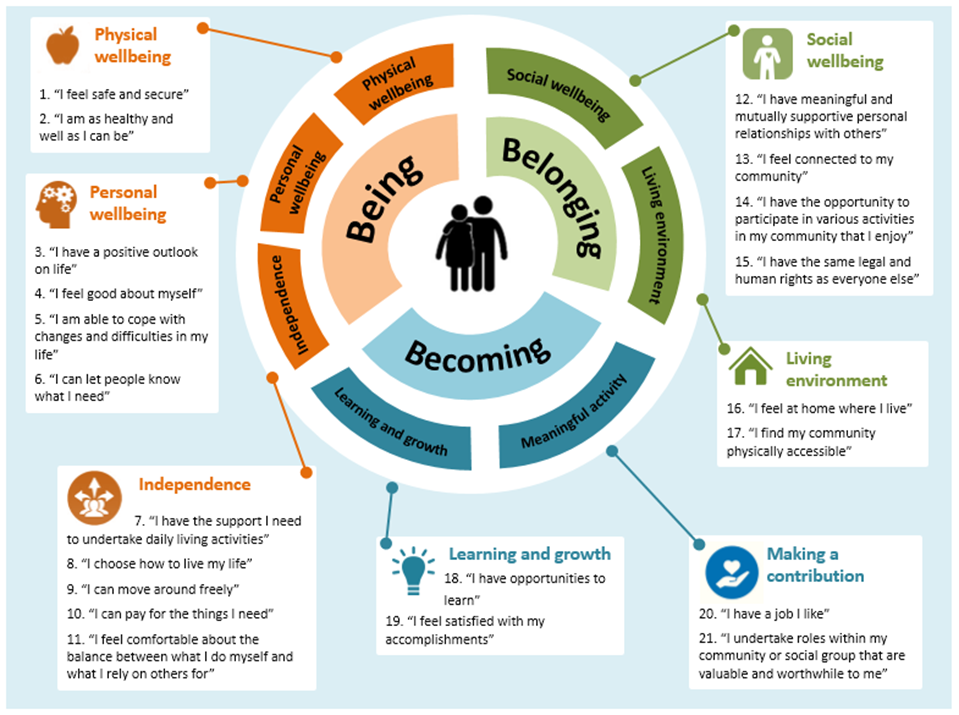 Physical
wellbeing
1. “I feel safe and secure”
2. “I am as healthy and
well as I can be”
Personal
wellbeing
3. “I have a positive outlook
on life”
4. “I feel good about myself”
5. “I am able to cope with
changes and difficulties in my
life”
6. “I can let people know
what I need”
Independence
7. “I have the support I need
to undertake daily living activities”
8. “I choose how to live my life”
9. “I can move around freely”
10. “I can pay for the things I need”
11. “I feel comfortable about the
balance between what I do myself and
what I rely on others for”
Physical
wellbeing
Personal
wellbeing
Independence
Being
Social wellbeing
Living environment
Belonging
Becoming
Learning and growth
Meaningful activity
Learning and growth
18. “I have opportunities to
learn”
19. “I feel satisfied with my
accomplishments”
Social
wellbeing
12. “I have meaningful and
mutually supportive personal
relationships with others”
13. “I feel connected to my
community”
14. “I have the opportunity to
participate in various activities
in my community that I enjoy”
15. “I have the same legal and
human rights as everyone else”
Living
environment
16. “I feel at home where I live”
17. “I find my community
physically accessible”
Making a
contribution
20. “I have a job I like”
21. “I undertake roles within my
community or social group that are
valuable and worthwhile to me”